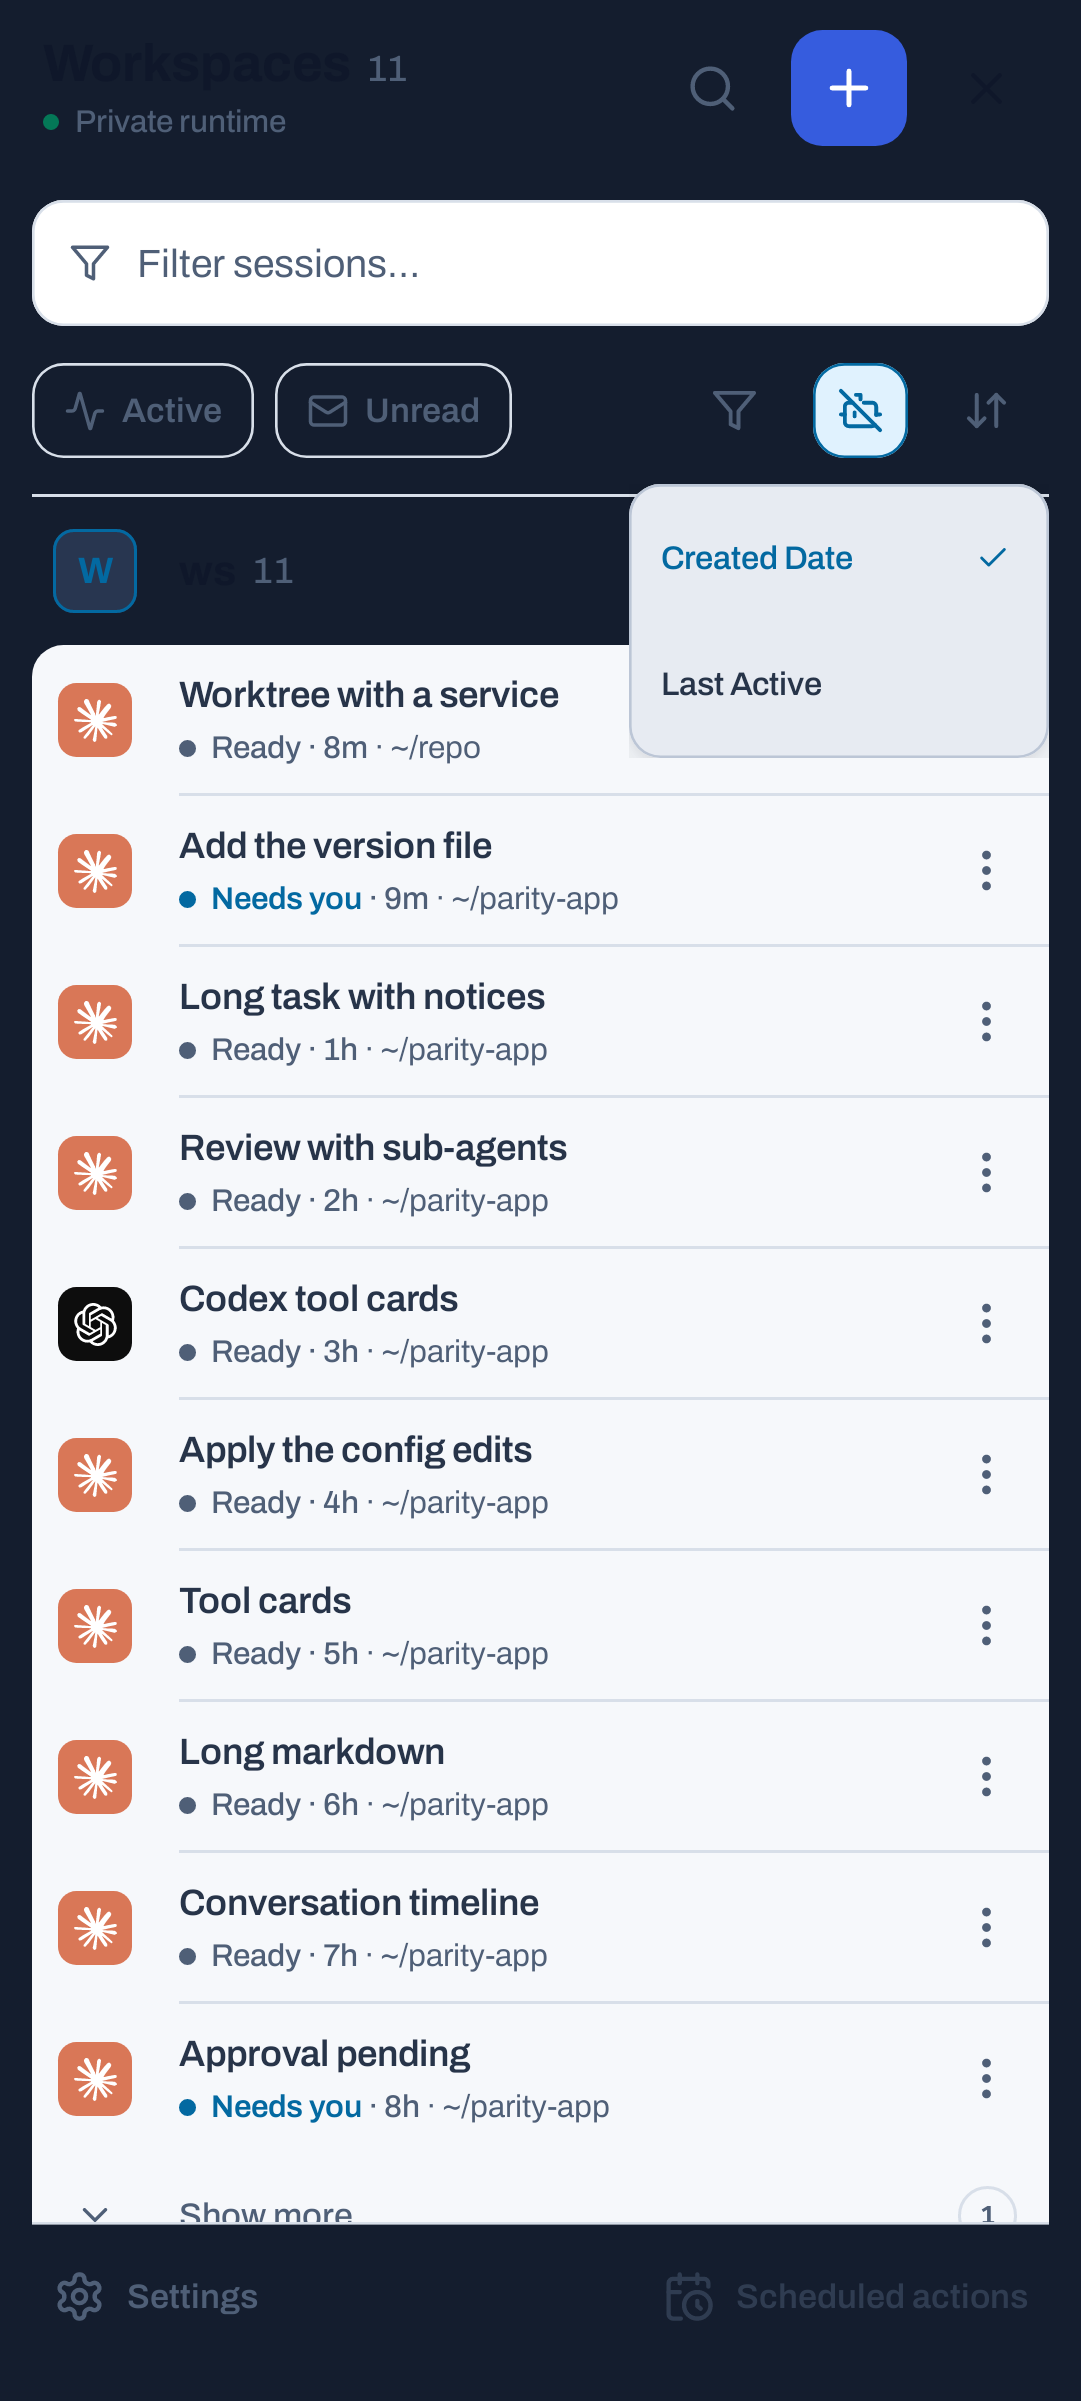 Workspaces 11
Private runtime
Filter sessions...
Active
Unread
Created Date
Last Active
W
ws 11
Worktree with a service
Ready · 8m · ~/repo
Add the version file
Needs you · 9m · ~/parity-app
Long task with notices
Ready · 1h · ~/parity-app
Review with sub-agents
Ready · 2h · ~/parity-app
Codex tool cards
Ready · 3h · ~/parity-app
Apply the config edits
Ready · 4h · ~/parity-app
Tool cards
Ready · 5h · ~/parity-app
Long markdown
Ready · 6h · ~/parity-app
Conversation timeline
Ready · 7h · ~/parity-app
Approval pending
Needs you · 8h · ~/parity-app
Show more 1
Settings
Scheduled actions